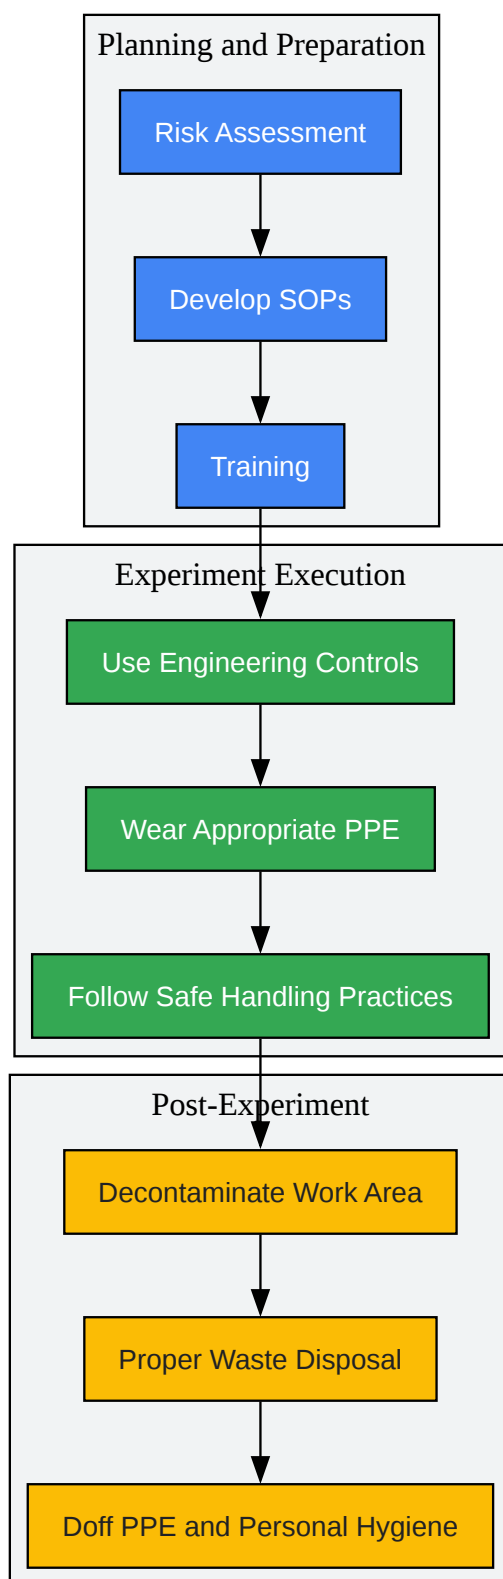 Planning and Preparation
Risk Assessment
Develop SOPs
Training
Experiment Execution
Use Engineering Controls
Wear Appropriate PPE
Follow Safe Handling Practices
Post-Experiment
Decontaminate Work Area
Proper Waste Disposal
Doff PPE and Personal Hygiene